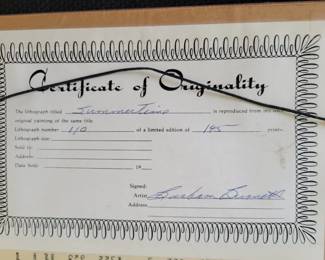 Certificate of Originality
The lithograph titled Summertime is reproduced from
original painting of the same title.
Lithograph number 110 of a limited edition of 195 prints.
Lithograph size:
Sold to:
Address:
Date Sold: 19
Signed:
Artist
Address